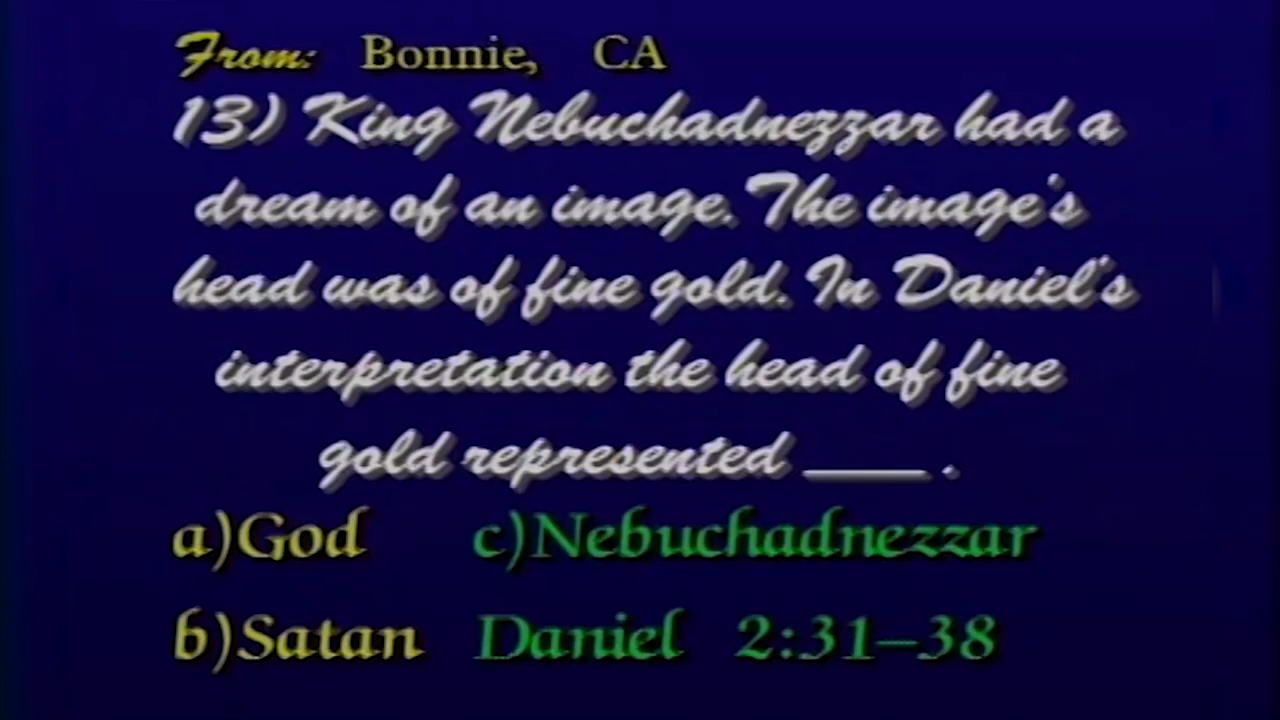 From: Bonnie, CA
13) King Nebuchadnezzar had a
dream of an image. The image's
head was of fine gold. In Daniel's
interpretation the head of fine
gold represented ____ .
a)God c)Nebuchadnezzar
b)Satan Daniel 2:31–38